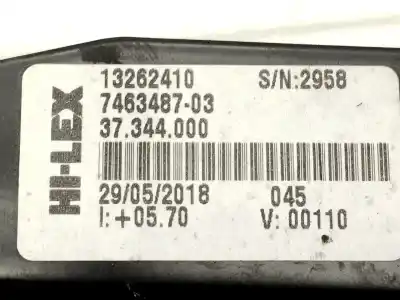 HI-LEX
13262410 S/N:2958
7463487-03
37.344.000
29/05/2018 045
I:+05.70 V: 00110